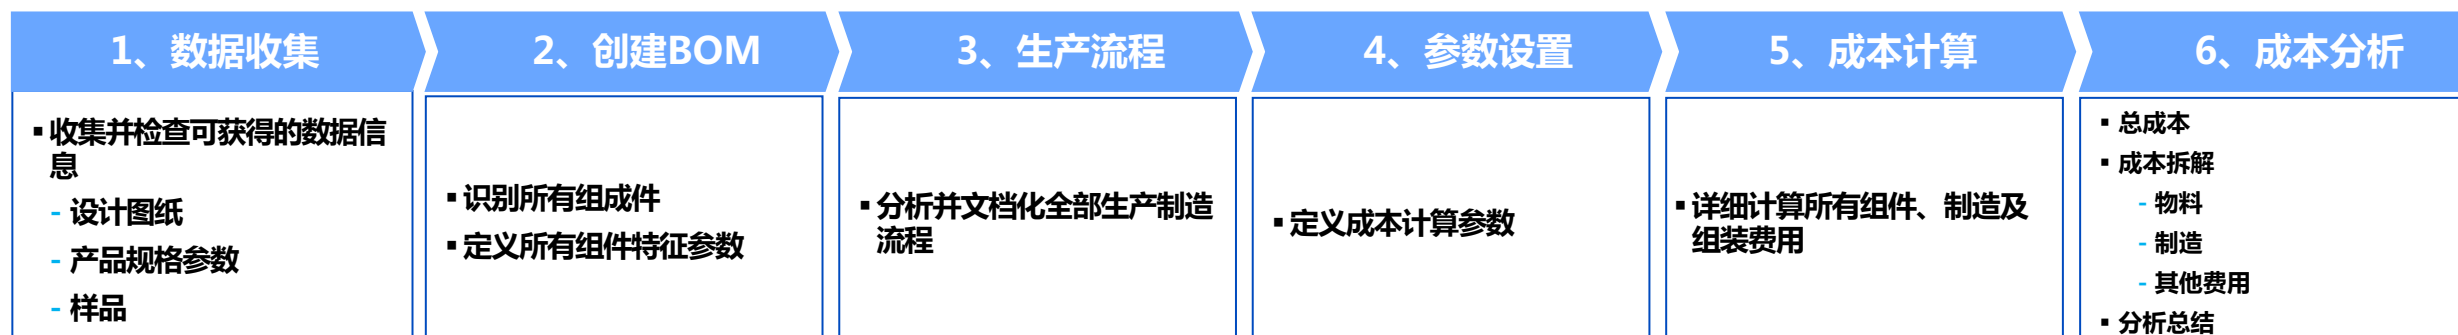 1、数据收集
2、创建BOM
3、生产流程
4、参数设置
5、成本计算
6、成本分析
▪收集并检查可获得的数据信
息
- 设计图纸
- 产品规格参数
- 样品
▪识别所有组成件
▪定义所有组件特征参数
▪分析并文档化全部生产制造
流程
▪定义成本计算参数
▪详细计算所有组件、制造及
组装费用
▪ 总成本
▪ 成本拆解
- 物料
- 制造
- 其他费用
▪ 分析总结